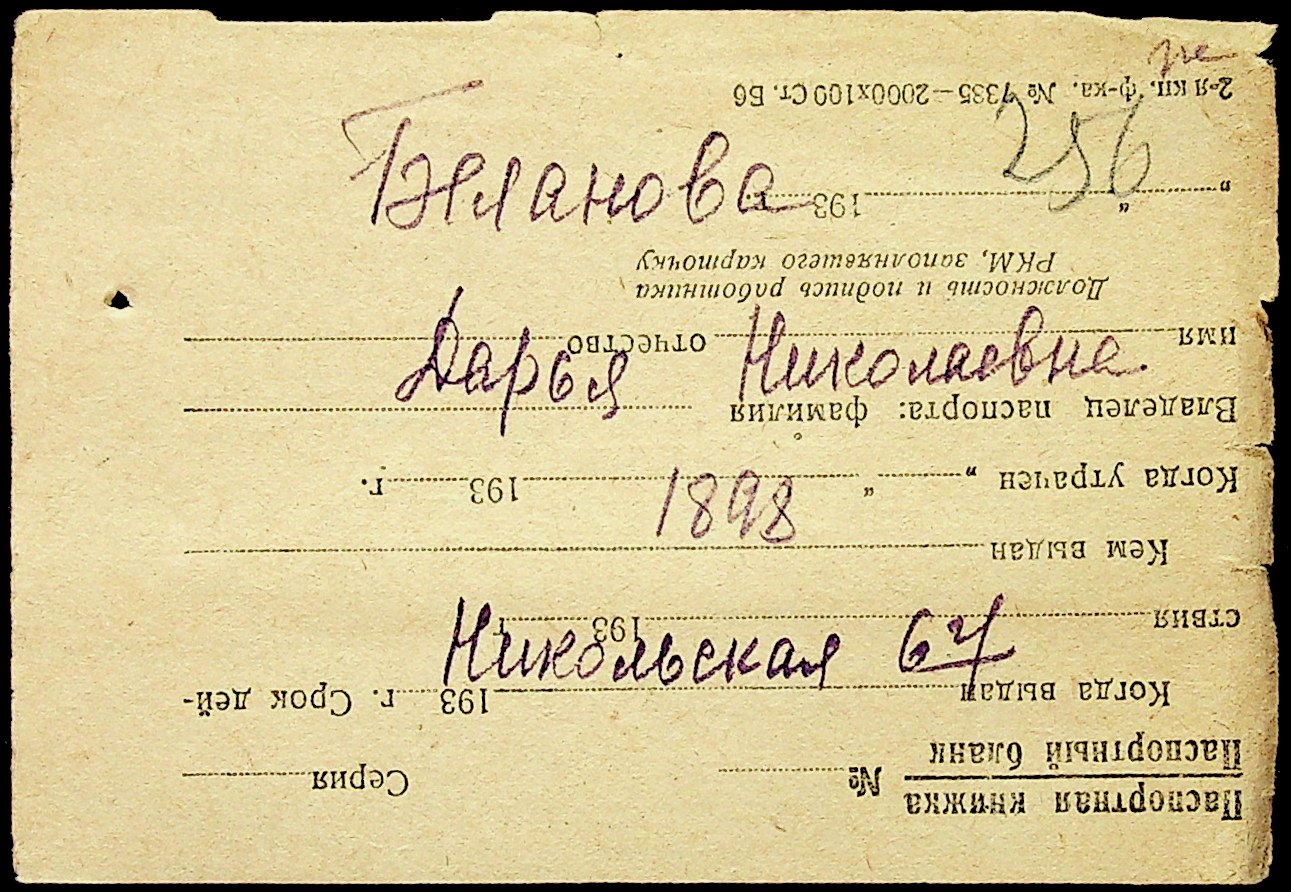 256
Дарья Николаевна
1898
Никольская 64
Паспортная книжка
Паспортный бланк
№ Серия
Когда выдан 193 г. Срок дей-
ствия 193 г.
Кем выдан
Когда утрачен „ “ 193 г.
Владелец паспорта: фамилия
имя отчество
Должность и подпись работника
РКМ, заполнявшего карточку
„ “ 193
2-я кн. ф-ка. № 7335—2000х100 Ст. Б6